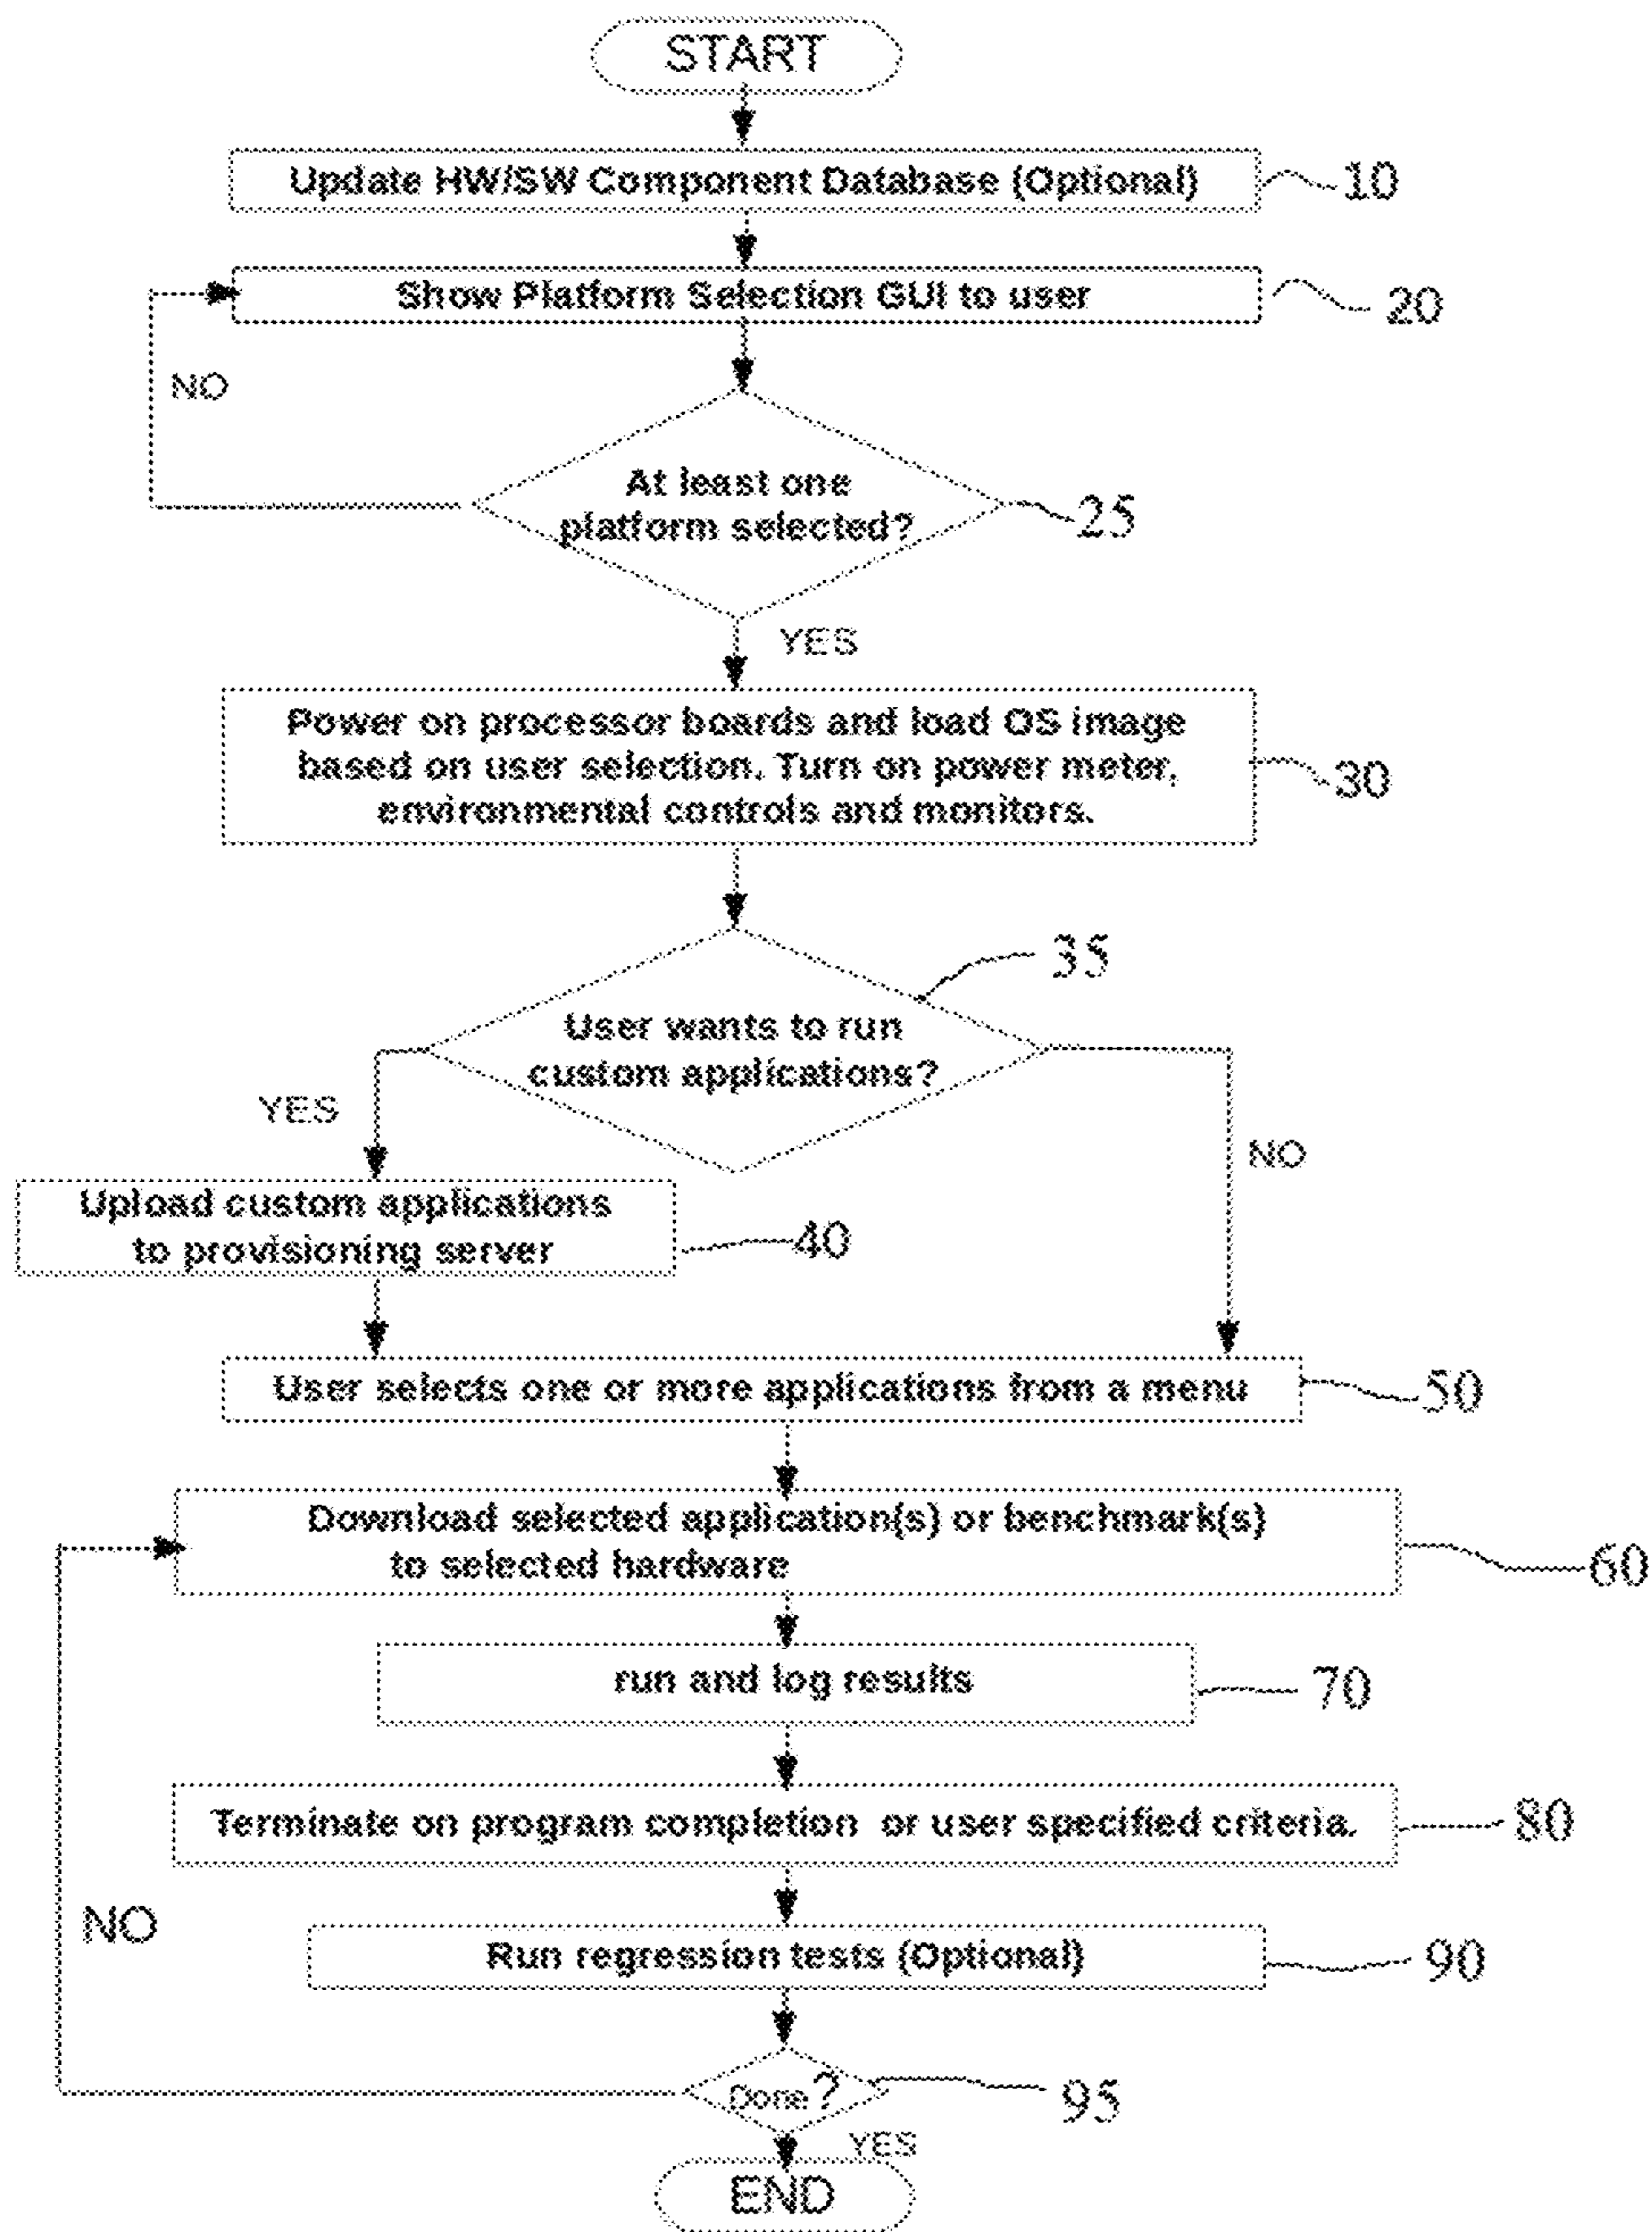 START
Update HW/SW Component Database (Optional)
10
Show Platform Selection GUI to user
20
NO
At least one
platform selected?
25
YES
Power on processor boards and load OS image
based on user selection. Turn on power meter,
environmental controls and monitors.
30
35
User wants to run
custom applications?
YES
NO
Upload custom applications
to provisioning server
40
User selects one or more applications from a menu
50
Download selected application(s) or benchmark(s)
to selected hardware
60
run and log results
70
Terminate on program completion or user specified criteria.
80
NO
Run regression tests (Optional)
90
Done?
95
YES
END